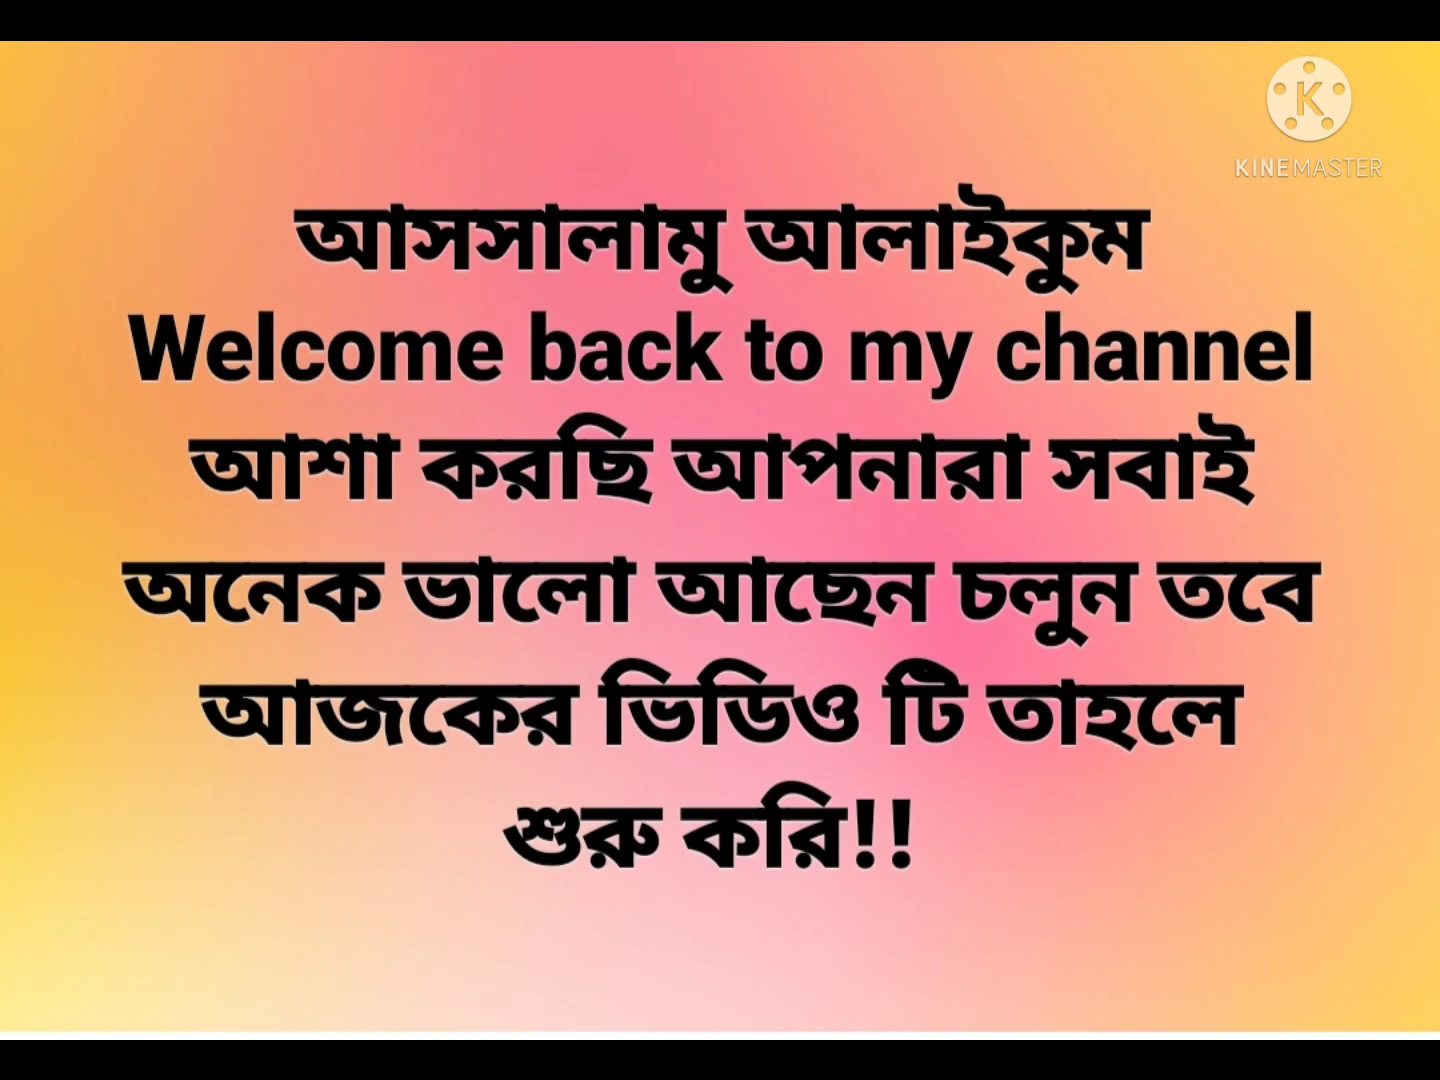 KINEMASTER
আসসালামু আলাইকুম
Welcome back to my channel
আশা করছি আপনারা সবাই
অনেক ভালো আছেন চলুন তবে
আজকের ভিডিও টি তাহলে
শুরু করি!!